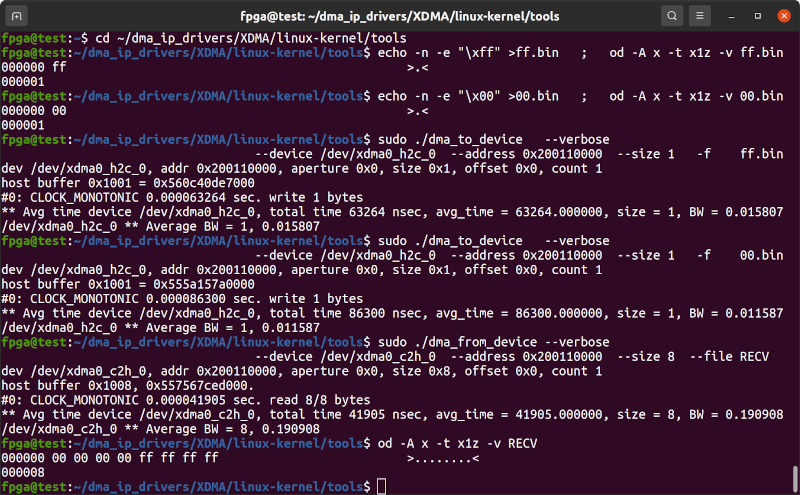 fpga@test: ~/dma_ip_drivers/XDMA/linux-kernel/tools
fpga@test:~$ cd ~/dma_ip_drivers/XDMA/linux-kernel/tools
fpga@test:~/dma_ip_drivers/XDMA/linux-kernel/tools$ echo -n -e "\xff" >ff.bin   ;   od -A x -t x1z -v ff.bin
000000 ff                                               >.<
000001
fpga@test:~/dma_ip_drivers/XDMA/linux-kernel/tools$ echo -n -e "\x00" >00.bin   ;   od -A x -t x1z -v 00.bin
000000 00                                               >.<
000001
fpga@test:~/dma_ip_drivers/XDMA/linux-kernel/tools$ sudo ./dma_to_device   --verbose
--device /dev/xdma0_h2c_0  --address 0x200110000  --size 1   -f    ff.bin
dev /dev/xdma0_h2c_0, addr 0x200110000, aperture 0x0, size 0x1, offset 0x0, count 1
host buffer 0x1001 = 0x560c40de7000
#0: CLOCK_MONOTONIC 0.000063264 sec. write 1 bytes
** Avg time device /dev/xdma0_h2c_0, total time 63264 nsec, avg_time = 63264.000000, size = 1, BW = 0.015807
/dev/xdma0_h2c_0 ** Average BW = 1, 0.015807
fpga@test:~/dma_ip_drivers/XDMA/linux-kernel/tools$ sudo ./dma_to_device   --verbose
--device /dev/xdma0_h2c_0  --address 0x200110000  --size 1   -f    00.bin
dev /dev/xdma0_h2c_0, addr 0x200110000, aperture 0x0, size 0x1, offset 0x0, count 1
host buffer 0x1001 = 0x555a157a0000
#0: CLOCK_MONOTONIC 0.000086300 sec. write 1 bytes
** Avg time device /dev/xdma0_h2c_0, total time 86300 nsec, avg_time = 86300.000000, size = 1, BW = 0.011587
/dev/xdma0_h2c_0 ** Average BW = 1, 0.011587
fpga@test:~/dma_ip_drivers/XDMA/linux-kernel/tools$ sudo ./dma_from_device --verbose
--device /dev/xdma0_c2h_0  --address 0x200110000  --size 8  --file RECV
dev /dev/xdma0_c2h_0, addr 0x200110000, aperture 0x0, size 0x8, offset 0x0, count 1
host buffer 0x1008, 0x557567ced000.
#0: CLOCK_MONOTONIC 0.000041905 sec. read 8/8 bytes
** Avg time device /dev/xdma0_c2h_0, total time 41905 nsec, avg_time = 41905.000000, size = 8, BW = 0.190908
/dev/xdma0_c2h_0 ** Average BW = 8, 0.190908
fpga@test:~/dma_ip_drivers/XDMA/linux-kernel/tools$ od -A x -t x1z -v RECV
000000 00 00 00 00 ff ff ff ff                          >........<
000008
fpga@test:~/dma_ip_drivers/XDMA/linux-kernel/tools$